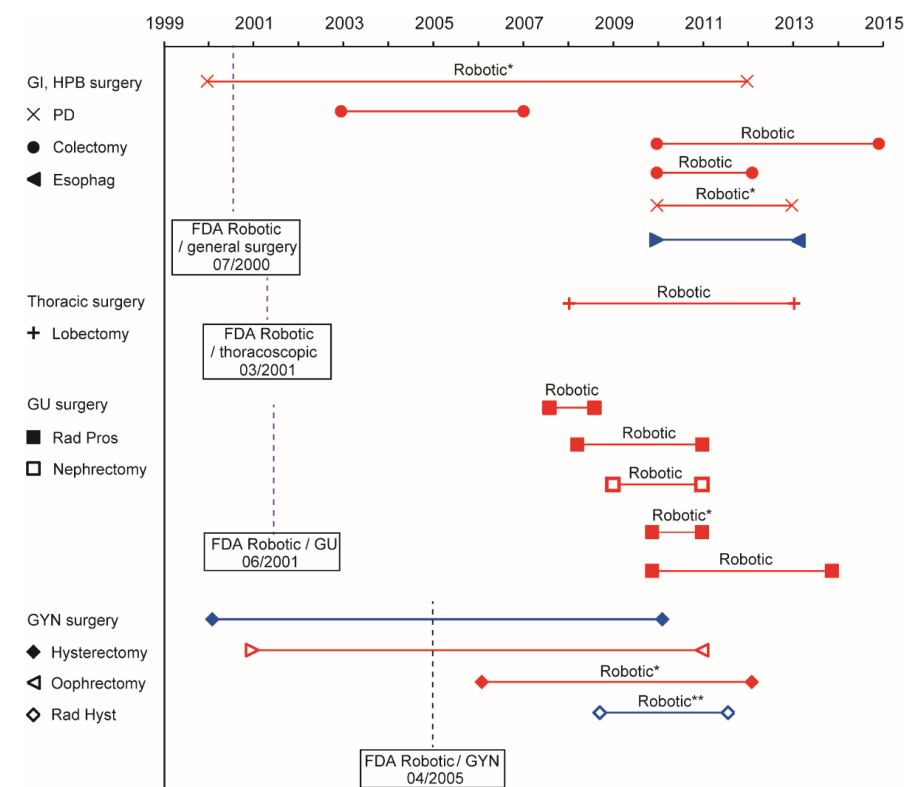 1999 2001 2003 2005 2007 2009 2011 2013 2015
GI, HPB surgery
Robotic*
PD
Colectomy
Robotic
Esophag
Robotic
Robotic*
FDA Robotic
/ general surgery
07/2000
Thoracic surgery
Robotic
Lobectomy
FDA Robotic
/ thoracoscopic
03/2001
GU surgery
Robotic
Rad Pros
Robotic
Nephrectomy
Robotic
Robotic*
FDA Robotic / GU
06/2001
Robotic
GYN surgery
Hysterectomy
Robotic*
Oophrectomy
Rad Hyst
Robotic**
FDA Robotic / GYN
04/2005